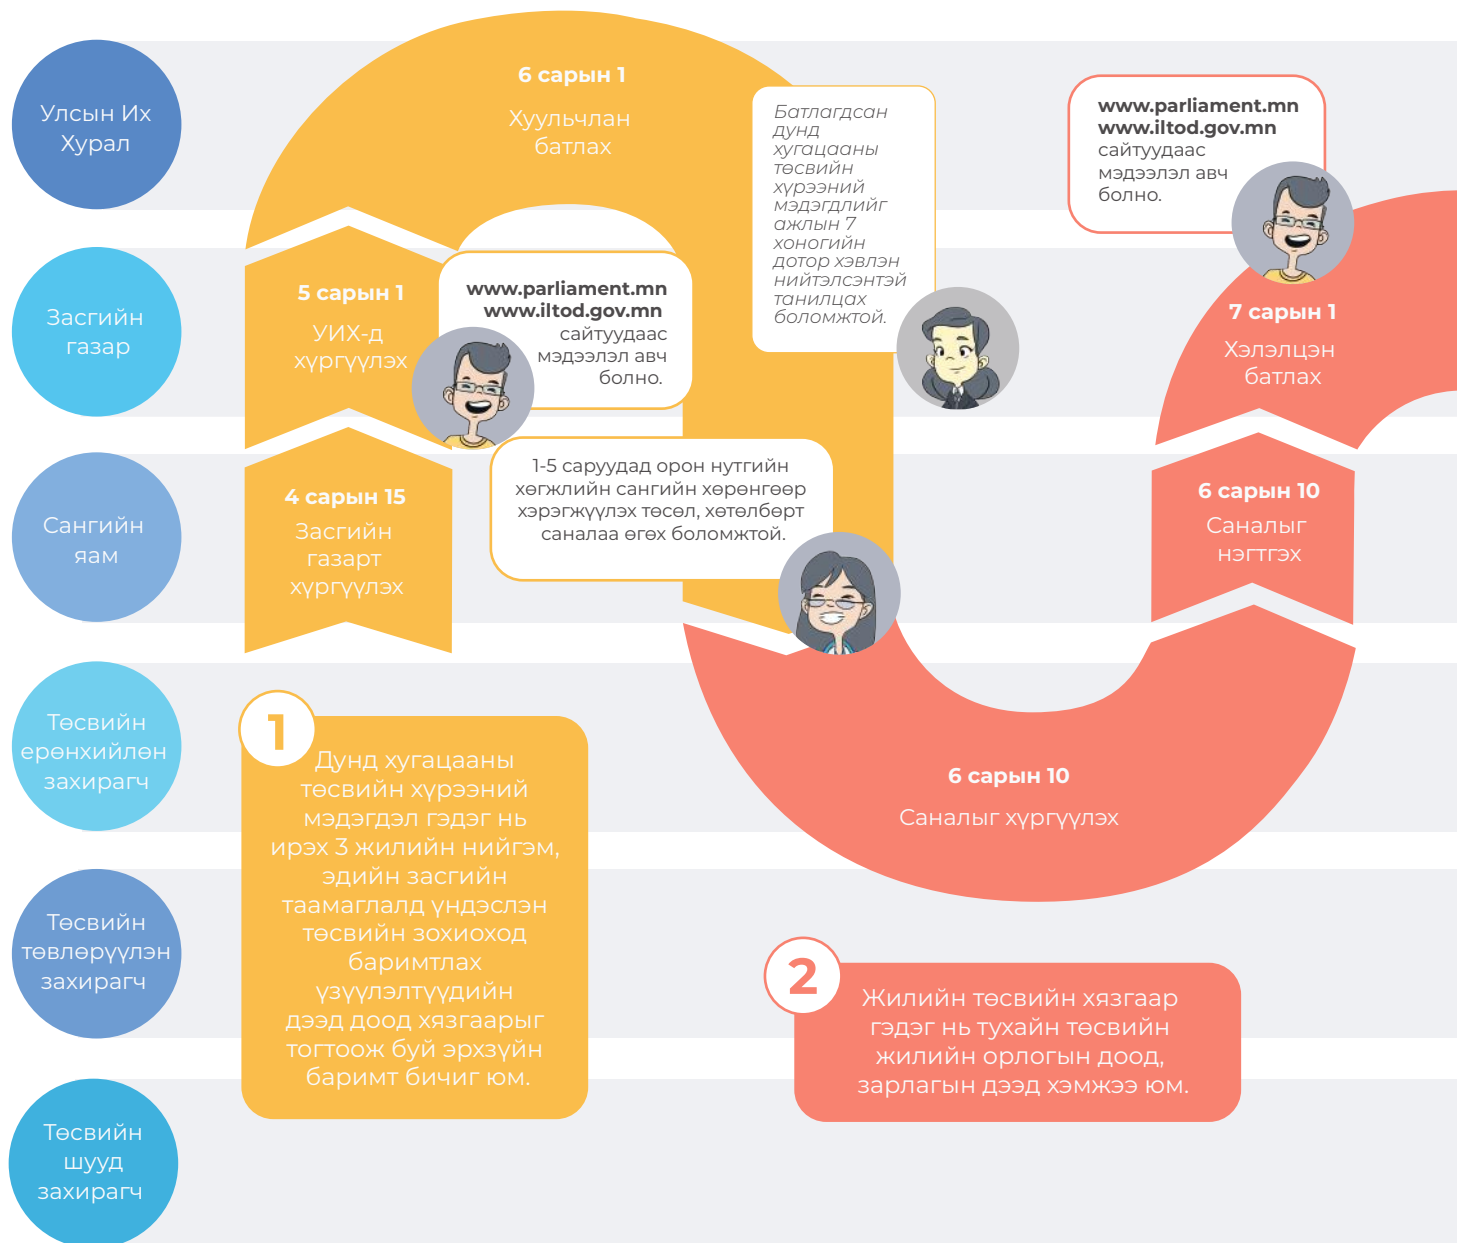 Улсын Их
Хурал
Засгийн
газар
Сангийн
яам
Төсвийн
ерөнхийлөн
захирагч
Төсвийн
төвлөрүүлэн
захирагч
Төсвийн
шууд
захирагч
4 сарын 15
Засгийн
газарт
хүргүүлэх
5 сарын 1
УИХ-д
хүргүүлэх
6 сарын 1
Хуульчлан
батлах
www.parliament.mn
www.iltod.gov.mn
сайтуудаас
мэдээлэл авч
болно.
Батлагдсан
дунд
хугацааны
төсвийн
хүрээний
мэдэгдлийг
ажлын 7
хоногийн
дотор хэвлэн
нийтэлсэнтэй
танилцах
боломжтой.
1-5 саруудад орон нутгийн
хөгжлийн сангийн хөрөнгөөр
хэрэгжүүлэх төсөл, хөтөлбөрт
саналаа өгөх боломжтой.
1
Дунд хугацааны
төсвийн хүрээний
мэдэгдэл гэдэг нь
ирэх 3 жилийн нийгэм,
эдийн засгийн
таамаглалд үндэслэн
төсвийн зохиоход
баримтлах
үзүүлэлтүүдийн
дээд доод хязгаарыг
тогтоож буй эрхзүйн
баримт бичиг юм.
6 сарын 10
Саналыг хүргүүлэх
6 сарын 10
Саналыг
нэгтгэх
7 сарын 1
Хэлэлцэн
батлах
www.parliament.mn
www.iltod.gov.mn
сайтуудаас
мэдээлэл авч
болно.
2
Жилийн төсвийн хязгаар
гэдэг нь тухайн төсвийн
жилийн орлогын доод,
зарлагын дээд хэмжээ юм.